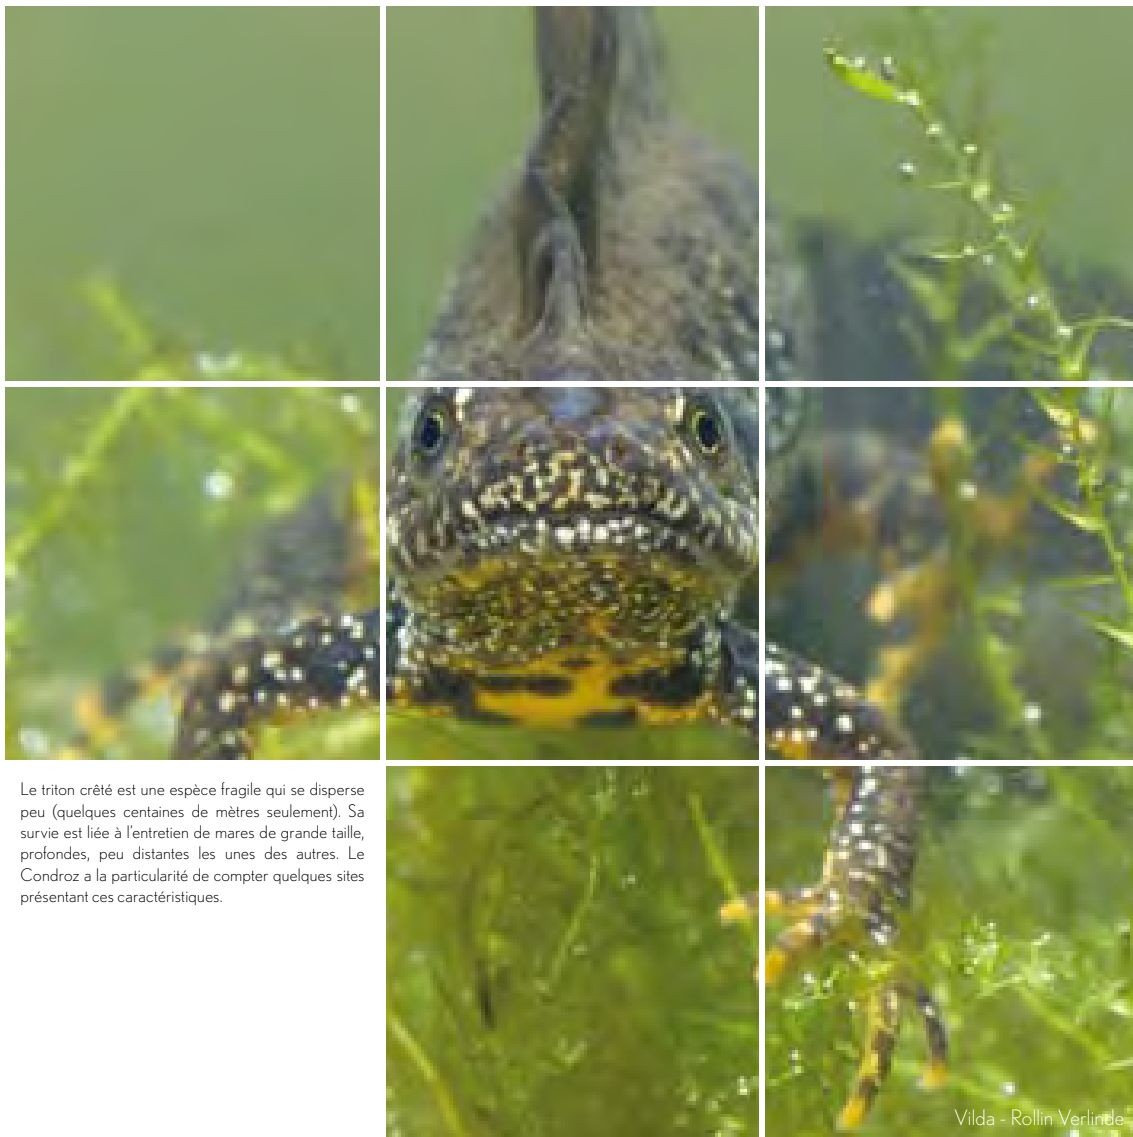 Le triton crêté est une espèce fragile qui se disperse
peu (quelques centaines de mètres seulement). Sa
survie est liée à l'entretien de mares de grande taille,
profondes, peu distantes les unes des autres. Le
Condroz a la particularité de compter quelques sites
présentant ces caractéristiques.
Vilda - Rollin Verlinde